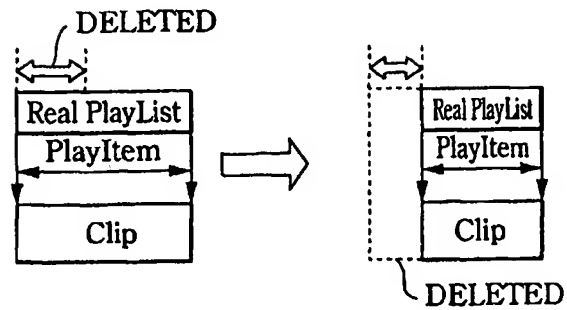 DELETED
Real PlayList
PlayItem
Clip
Real PlayList
PlayItem
Clip
DELETED